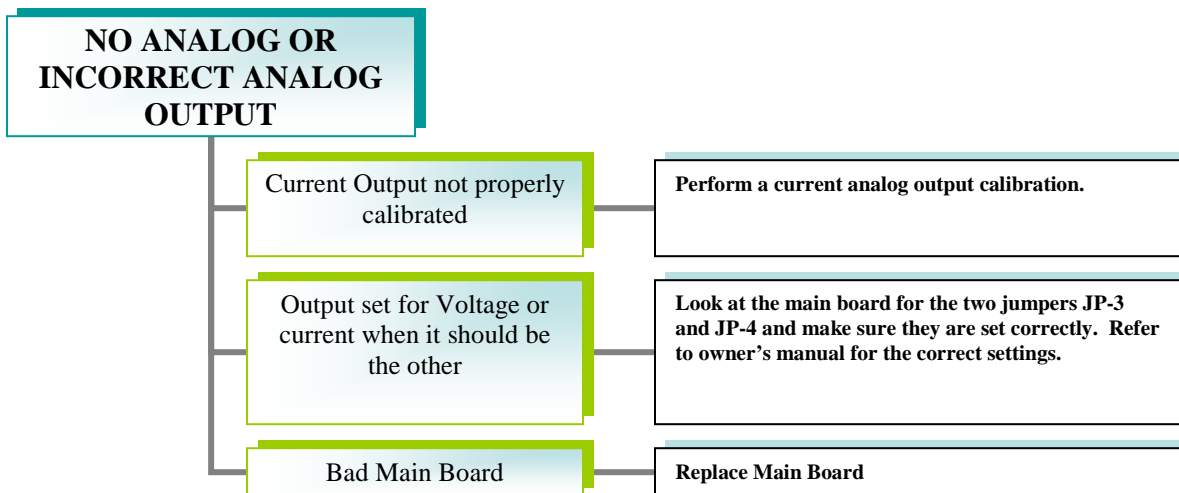 NO ANALOG OR
INCORRECT ANALOG
OUTPUT
Current Output not properly
calibrated
Perform a current analog output calibration.
Output set for Voltage or
current when it should be
the other
Look at the main board for the two jumpers JP-3
and JP-4 and make sure they are set correctly.  Refer
to owner’s manual for the correct settings.
Bad Main Board
Replace Main Board